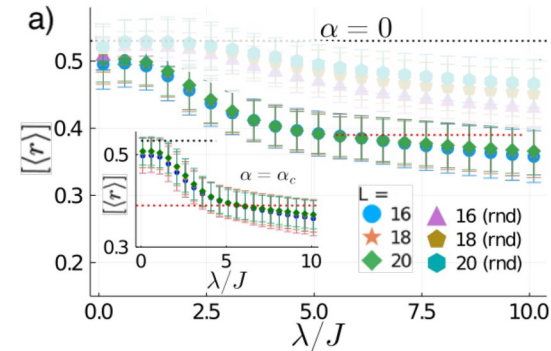 a)
α = 0
0.5
0.4
0.3
0.2
[⟨r⟩]
0.5
0.3
[⟨r⟩]
α = α_c
0 5 10
λ/J
L =
16
18
20
16 (rnd)
18 (rnd)
20 (rnd)
0.0 2.5 5.0 7.5 10.0
λ/J